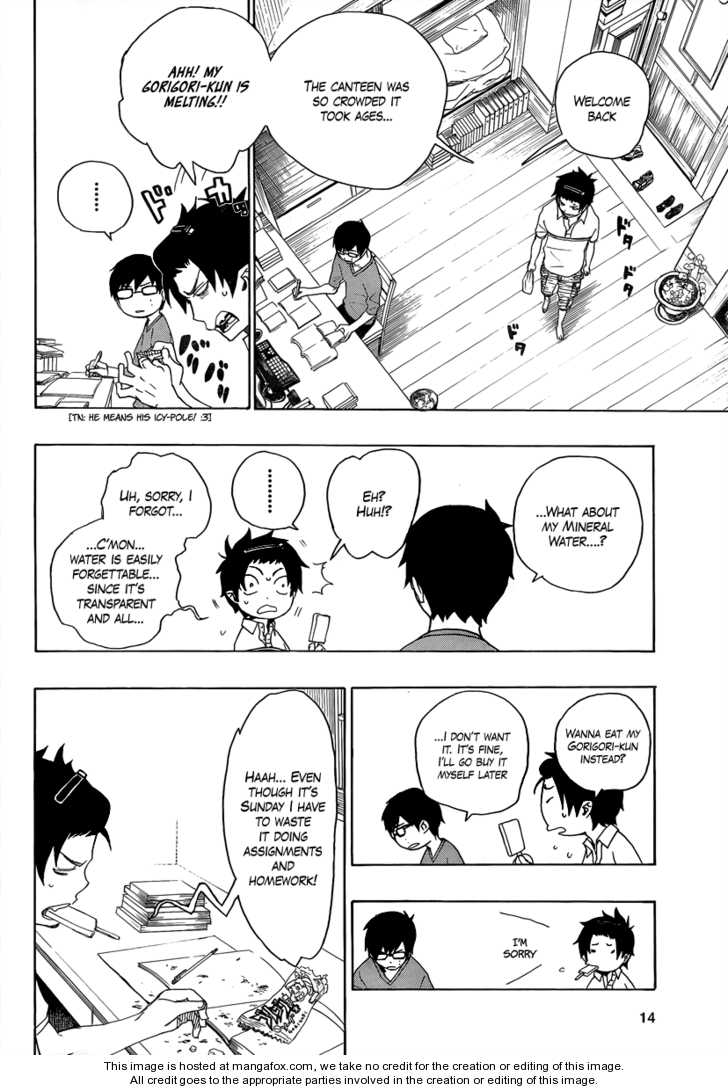 WELCOME
BACK
THE CANTEEN WAS
SO CROWDED IT
TOOK AGES...
ドタ
ドタ
AHH! MY
GORIGORI-KUN IS
MELTING!!
[TN: HE MEANS HIS ICY-POLE! :3]
...WHAT ABOUT
MY MINERAL
WATER....?
EH?
HUH!?
UH, SORRY, I
FORGOT...
...C'MON...
WATER IS EASILY
FORGETTABLE...
SINCE IT'S
TRANSPARENT
AND ALL...
WANNA EAT MY
GORIGORI-KUN
INSTEAD?
...I DON'T WANT
IT. IT'S FINE,
I'LL GO BUY IT
MYSELF LATER
I'M
SORRY
HAAH... EVEN
THOUGH IT'S
SUNDAY I HAVE
TO WASTE
IT DOING
ASSIGNMENTS
AND
HOMEWORK!
14
This image is hosted at mangafox.com, we take no credit for the creation or editing of this image.
All credit goes to the appropriate parties involved in the creation or editing of this image.